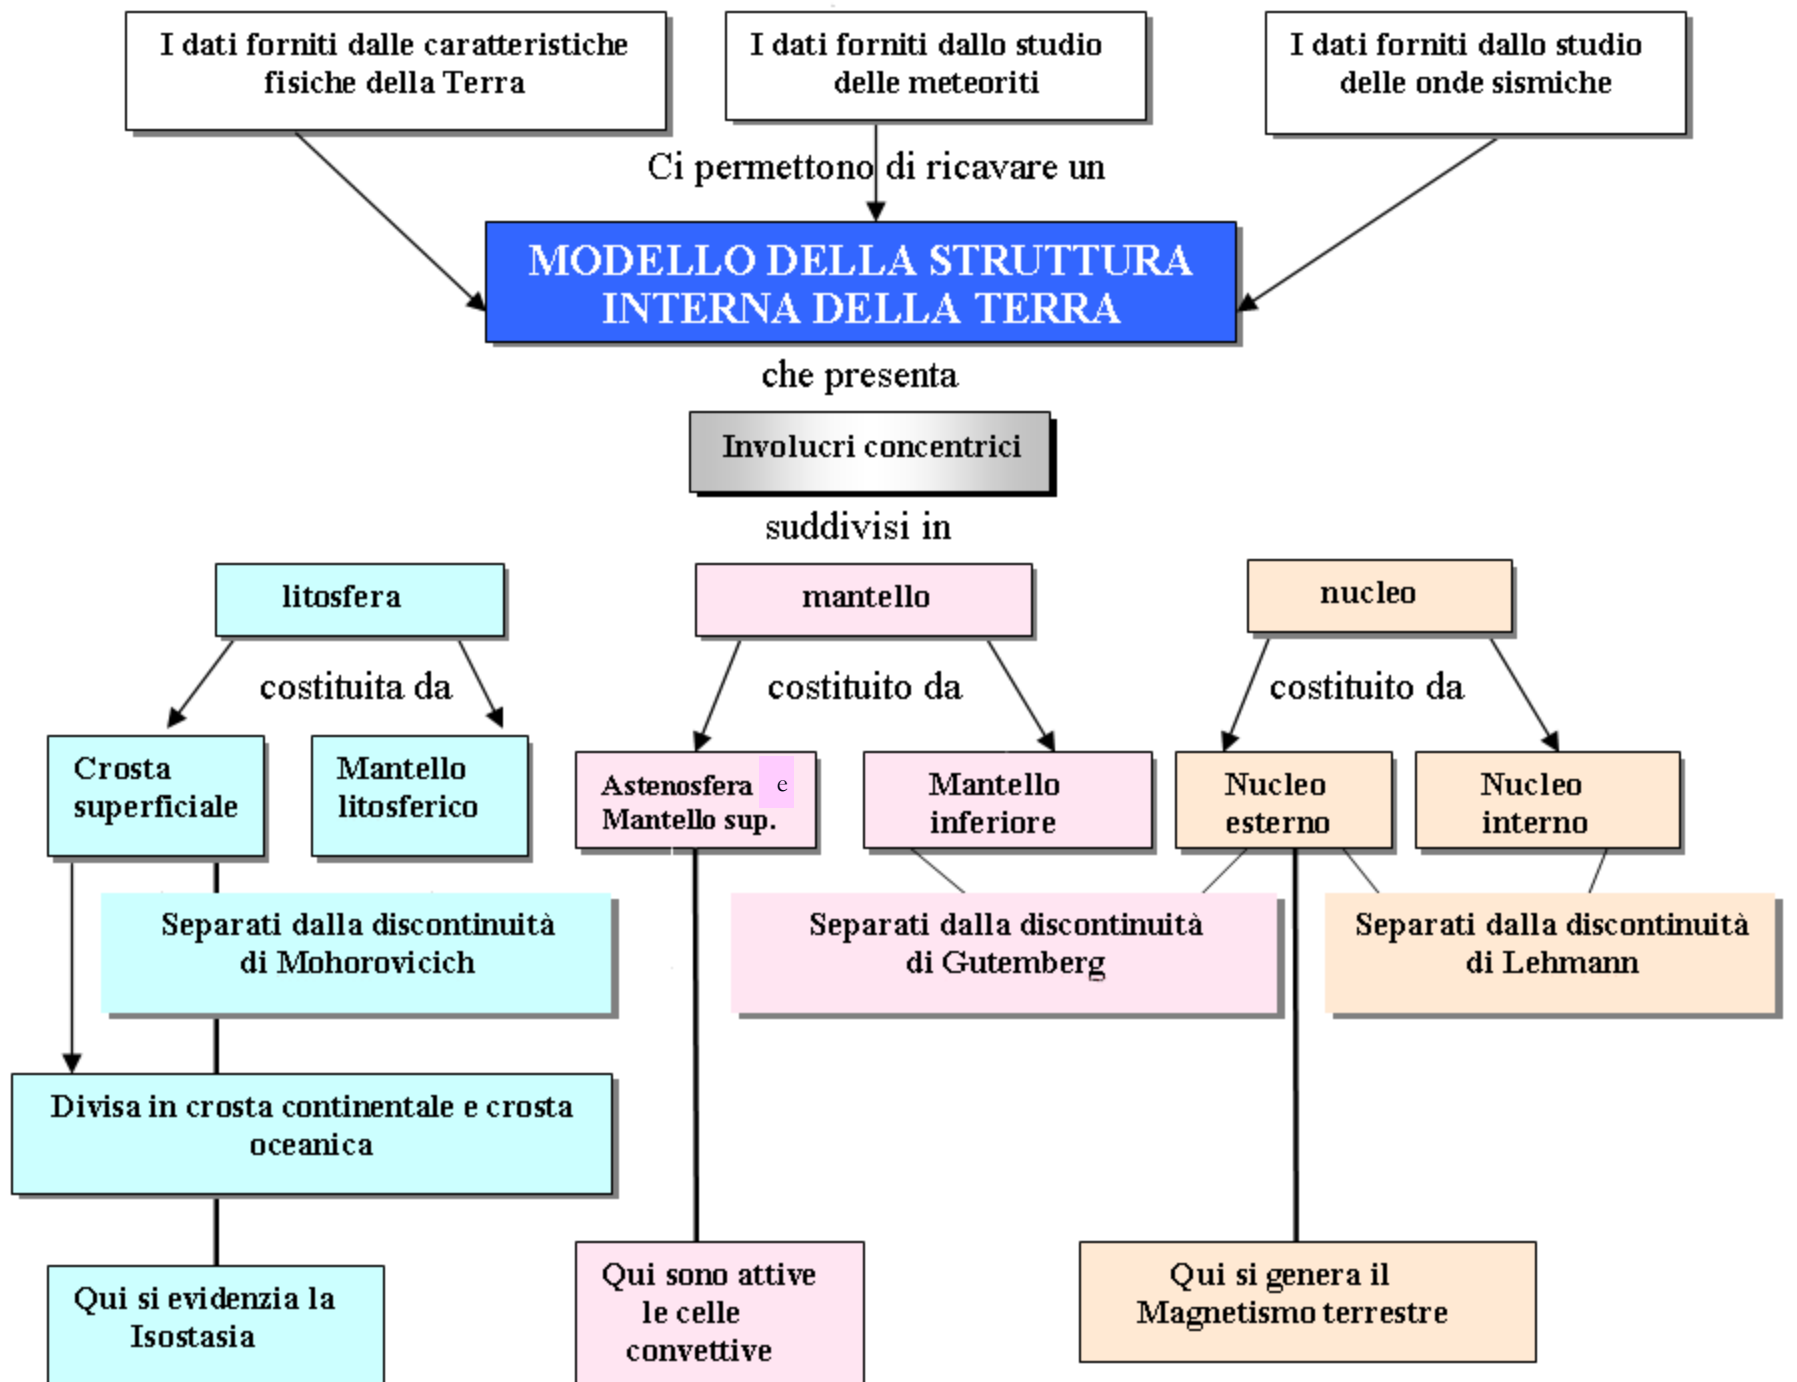 I dati forniti dalle caratteristiche
fisiche della Terra
I dati forniti dallo studio
delle meteoriti
I dati forniti dallo studio
delle onde sismiche
Ci permettono di ricavare un
MODELLO DELLA STRUTTURA
INTERNA DELLA TERRA
che presenta
Involucri concentrici
suddivisi in
litosfera
mantello
nucleo
costituita da
costituito da
costituito da
Crosta
superficiale
Mantello
litosferico
Astenosfera e
Mantello sup.
Mantello
inferiore
Nucleo
esterno
Nucleo
interno
Separati dalla discontinuità
di Mohorovicich
Separati dalla discontinuità
di Gutemberg
Separati dalla discontinuità
di Lehmann
Divisa in crosta continentale e crosta
oceanica
Qui si evidenzia la
Isostasia
Qui sono attive
le celle
convettive
Qui si genera il
Magnetismo terrestre